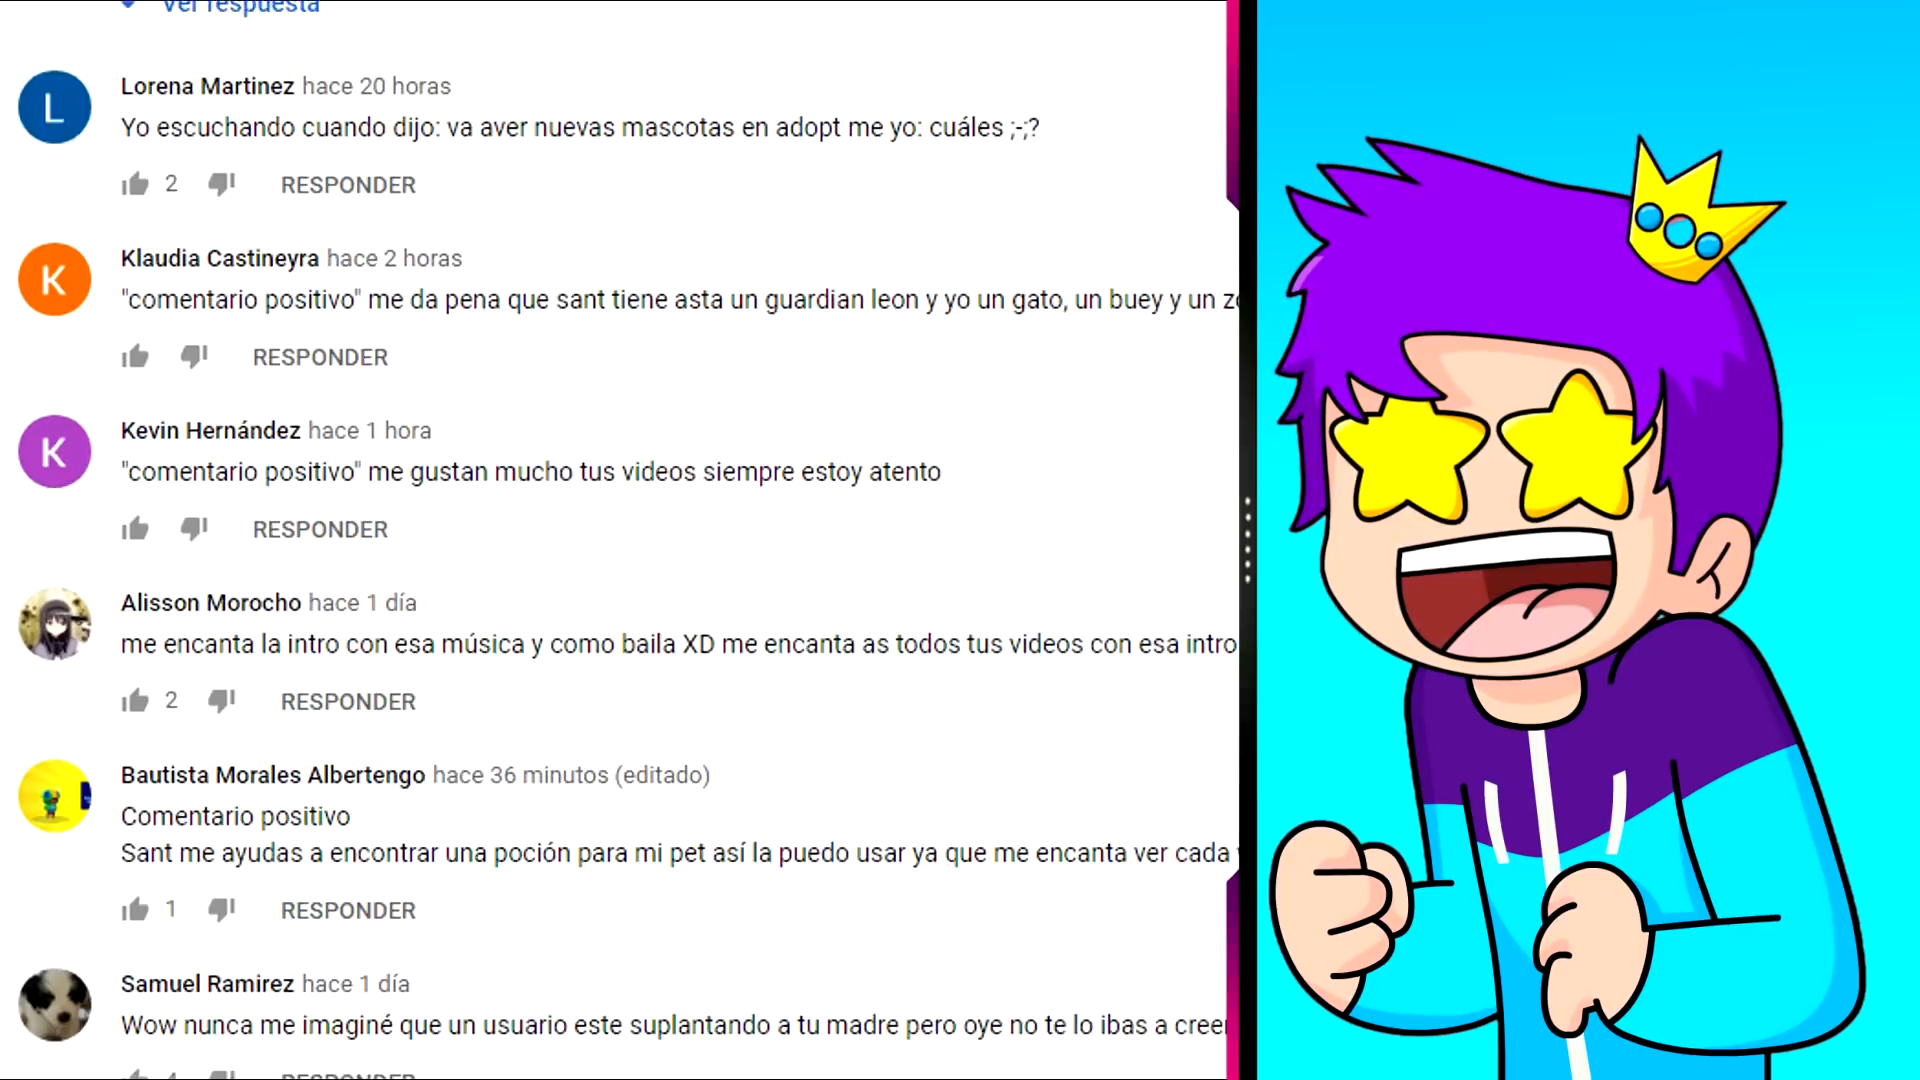 Ver respuesta
L
Lorena Martinez hace 20 horas
Yo escuchando cuando dijo: va aver nuevas mascotas en adopt me yo: cuáles ;-;?
2 RESPONDER
K
Klaudia Castineyra hace 2 horas
"comentario positivo" me da pena que sant tiene asta un guardian leon y yo un gato, un buey y un
RESPONDER
K
Kevin Hernández hace 1 hora
"comentario positivo" me gustan mucho tus videos siempre estoy atento
RESPONDER
Alisson Morocho hace 1 día
me encanta la intro con esa música y como baila XD me encanta as todos tus videos con esa intro
2 RESPONDER
Bautista Morales Albertengo hace 36 minutos (editado)
Comentario positivo
Sant me ayudas a encontrar una poción para mi pet así la puedo usar ya que me encanta ver cada
1 RESPONDER
Samuel Ramirez hace 1 día
Wow nunca me imaginé que un usuario este suplantando a tu madre pero oye no te lo ibas a creer
RESPONDER